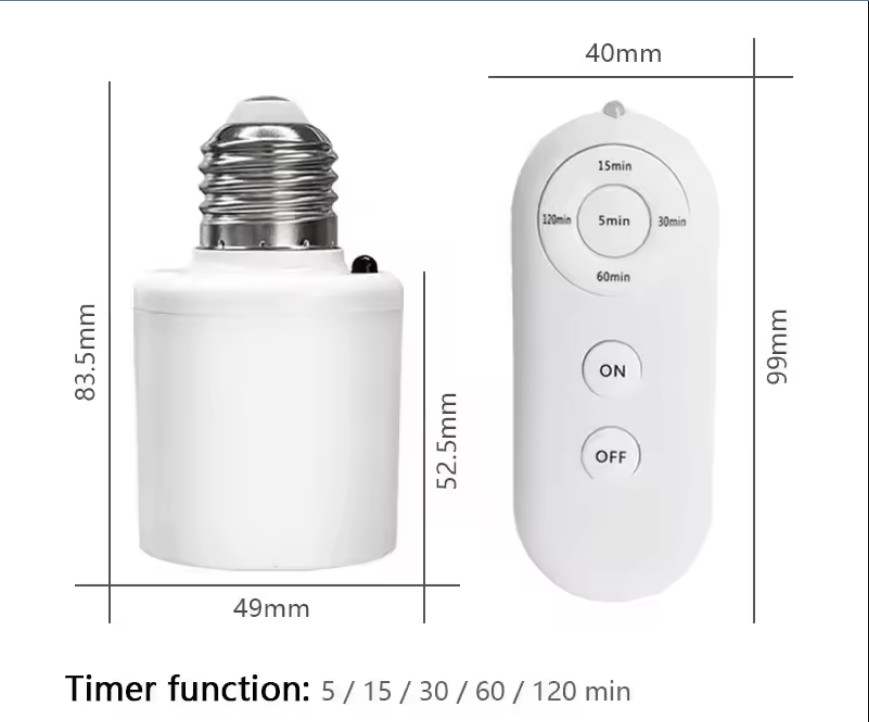 40mm
15min
120min 5min 30min
60min
83.5mm
99mm
ON
52.5mm
OFF
49mm
Timer function: 5 / 15 / 30 / 60 / 120 min